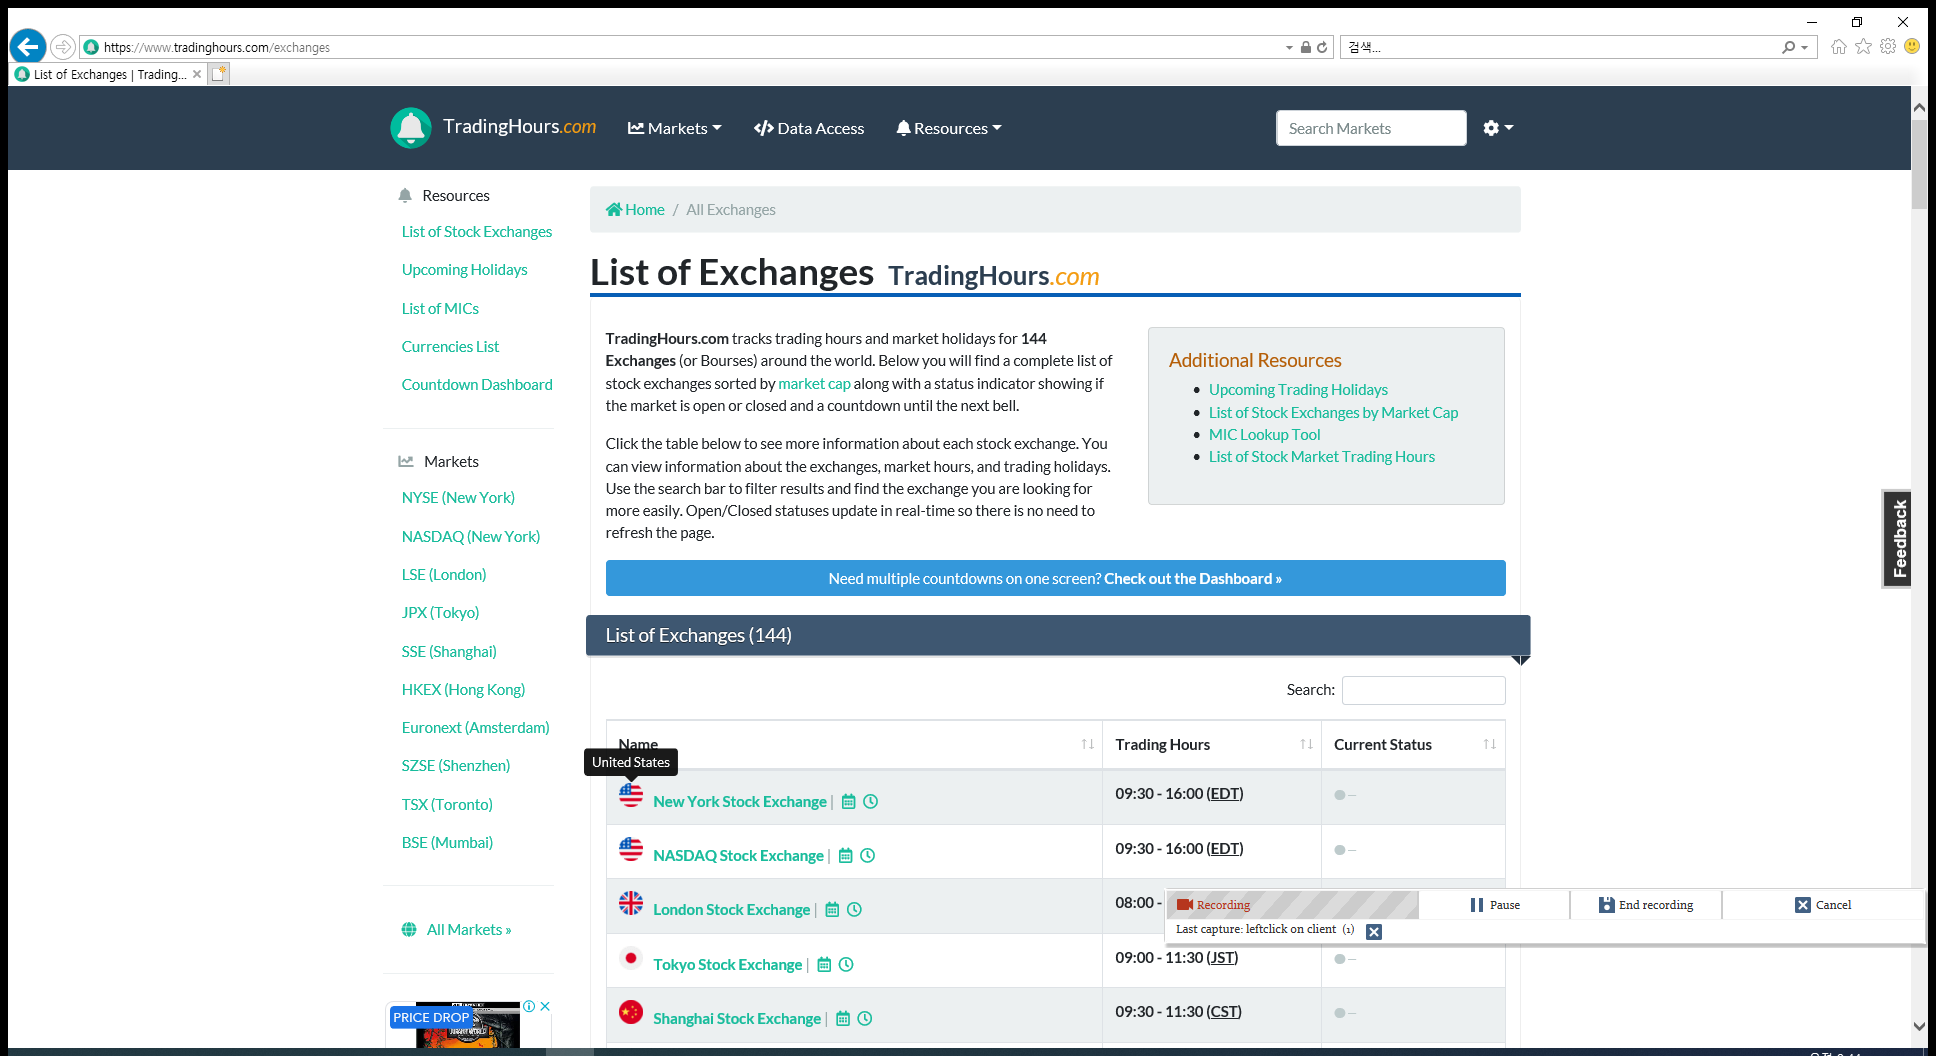 https://www.tradinghours.com/exchanges
검색...
List of Exchanges | Trading...
TradingHours.com
Markets
Data Access
Resources
Search Markets
Resources
List of Stock Exchanges
Upcoming Holidays
List of MICs
Currencies List
Countdown Dashboard
Markets
NYSE (New York)
NASDAQ (New York)
LSE (London)
JPX (Tokyo)
SSE (Shanghai)
HKEX (Hong Kong)
Euronext (Amsterdam)
SZSE (Shenzhen)
TSX (Toronto)
BSE (Mumbai)
All Markets »
PRICE DROP
Home / All Exchanges
List of Exchanges TradingHours.com
TradingHours.com tracks trading hours and market holidays for 144
Exchanges (or Bourses) around the world. Below you will find a complete list of
stock exchanges sorted by market cap along with a status indicator showing if
the market is open or closed and a countdown until the next bell.
Click the table below to see more information about each stock exchange. You
can view information about the exchanges, market hours, and trading holidays.
Use the search bar to filter results and find the exchange you are looking for
more easily. Open/Closed statuses update in real-time so there is no need to
refresh the page.
Additional Resources
Upcoming Trading Holidays
List of Stock Exchanges by Market Cap
MIC Lookup Tool
List of Stock Market Trading Hours
Need multiple countdowns on one screen? Check out the Dashboard »
List of Exchanges (144)
Search:
Name
Trading Hours
Current Status
United States
New York Stock Exchange |
09:30 - 16:00 (EDT)
–
NASDAQ Stock Exchange |
09:30 - 16:00 (EDT)
–
London Stock Exchange |
08:00 -
Tokyo Stock Exchange |
09:00 - 11:30 (JST)
–
Shanghai Stock Exchange |
09:30 - 11:30 (CST)
–
Feedback
Recording
Pause
End recording
Cancel
Last capture: leftclick on client (1)